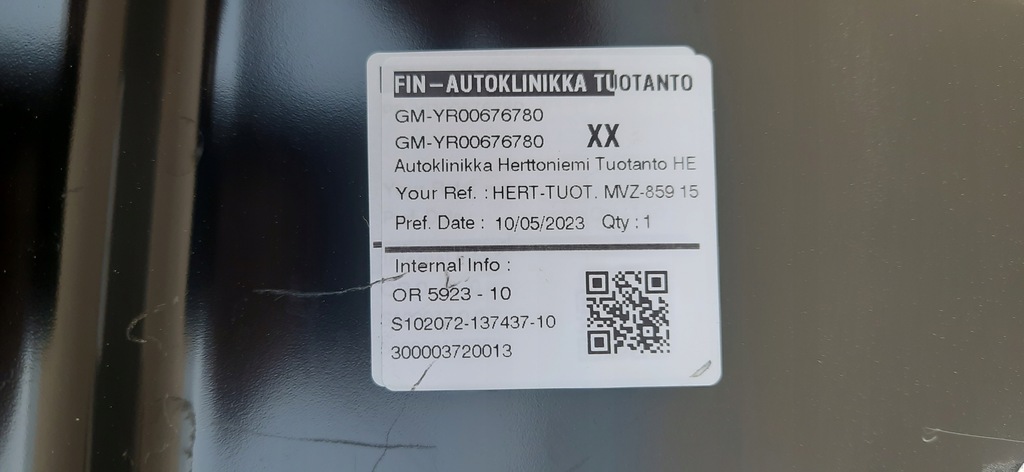 FIN-AUTOKLINIKKA TUOTANTO
GM-YR00676780
GM-YR00676780 XX
Autoklinikka Herttoniemi Tuotanto HE
Your Ref. : HERT-TUOT. MVZ-859 15
Pref. Date : 10/05/2023 Qty : 1
Internal Info :
OR 5923 - 10
S102072-137437-10
300003720013